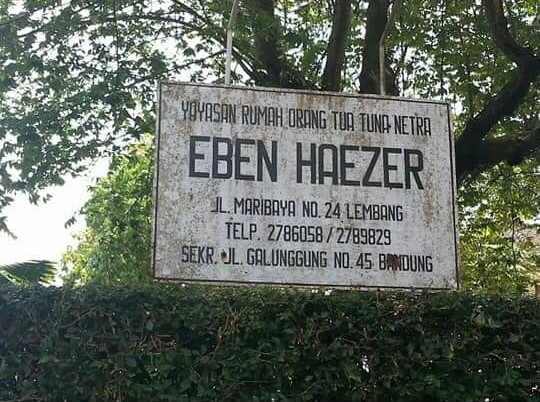 YAYASAN RUMAH ORANG TUA TUNA NETRA
EBEN HAEZER
JL. MARIBAYA NO. 24 LEMBANG
TELP. 2786058 / 2789829
SEKR. JL. GALUNGGUNG NO. 45 BANDUNG